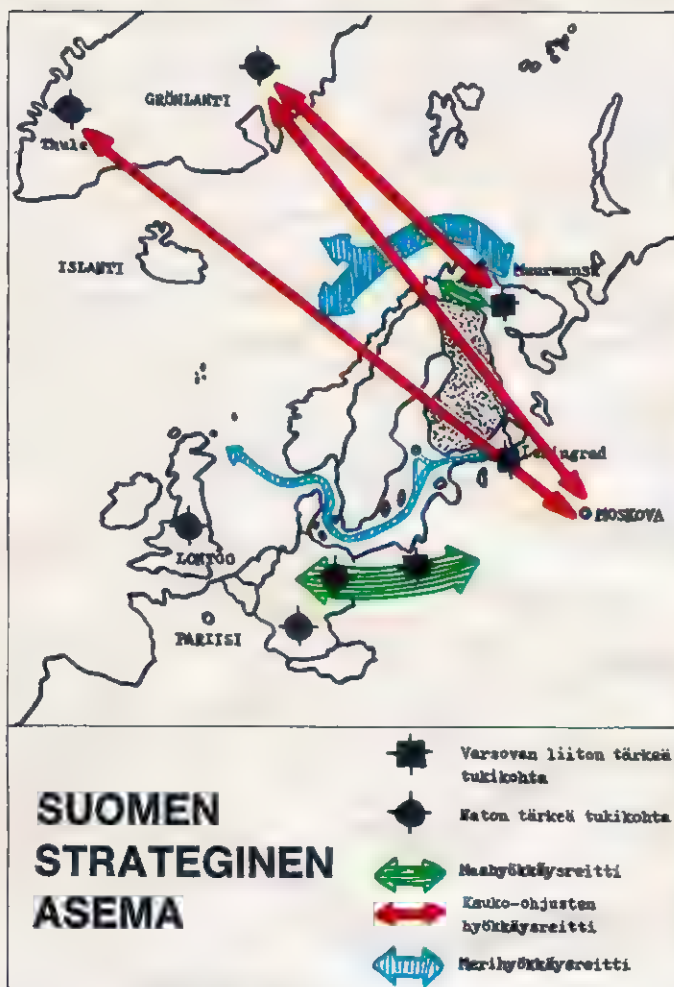 GRÖNLANTI
Thule
ISLANTI
Muurmansk
Leningrad
MOSKOVA
LONTOO
PARIISI
SUOMEN
STRATEGINEN
ASEMA
Varsovan liiton tärkeä
tukikohta
Naton tärkeä tukikohta
Maahyökkäysreitti
Kauko-ohjusten
hyökkäysreitti
Merihyökkäysreitti